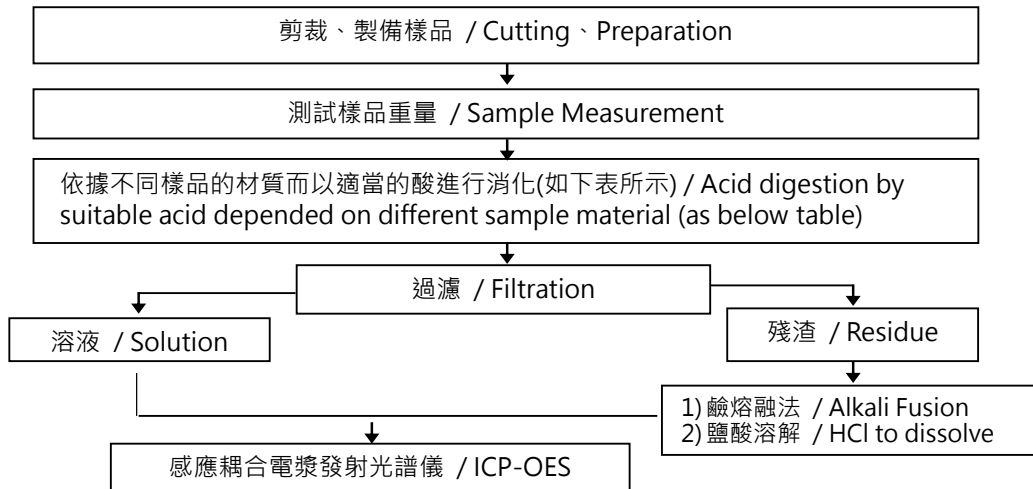 剪裁、製備樣品 / Cutting、Preparation
測試樣品重量 / Sample Measurement
依據不同樣品的材質而以適當的酸進行消化(如下表所示) / Acid digestion by
suitable acid depended on different sample material (as below table)
過濾 / Filtration
溶液 / Solution
殘渣 / Residue
1) 鹼熔融法 / Alkali Fusion
2) 鹽酸溶解 / HCl to dissolve
感應耦合電漿發射光譜儀 / ICP-OES